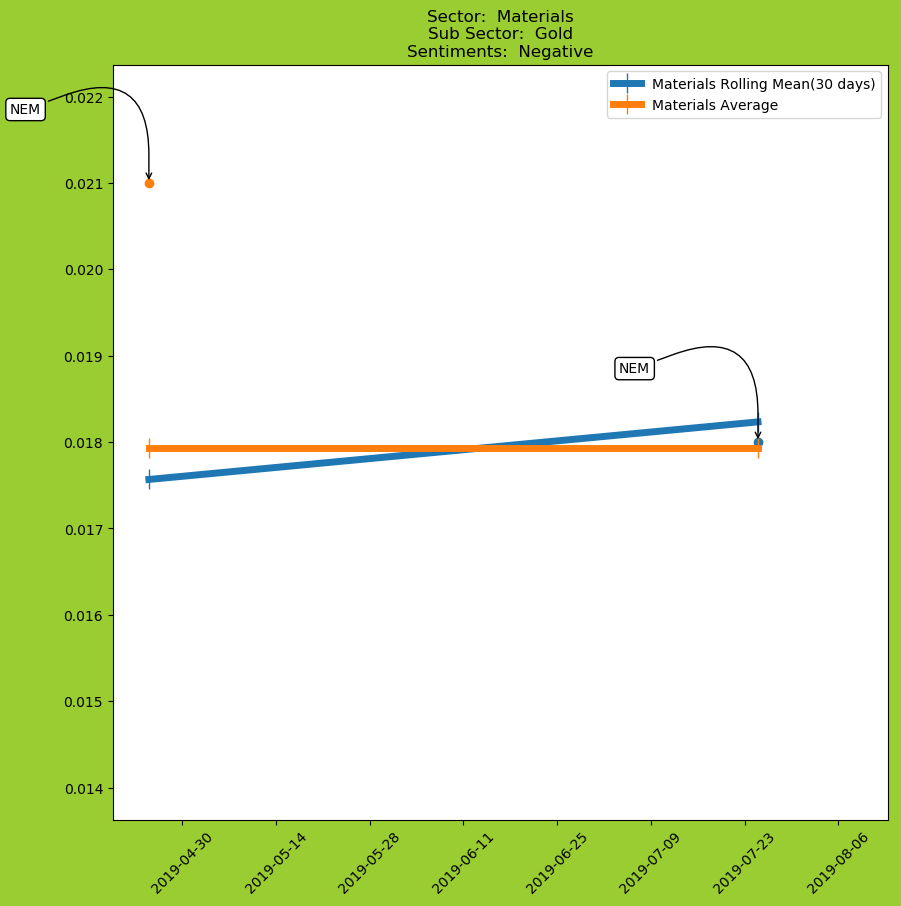 Sector:  Materials
Sub Sector:  Gold
Sentiments:  Negative
Materials Rolling Mean(30 days)
Materials Average
NEM
NEM
0.022
0.021
0.020
0.019
0.018
0.017
0.016
0.015
0.014
2019-04-30
2019-05-14
2019-05-28
2019-06-11
2019-06-25
2019-07-09
2019-07-23
2019-08-06